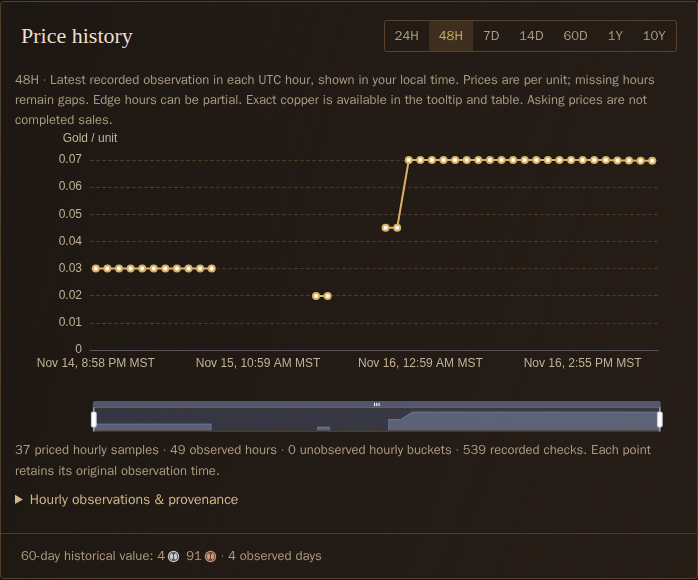 Price history
24H 48H 7D 14D 60D 1Y 10Y
48H · Latest recorded observation in each UTC hour, shown in your local time. Prices are per unit; missing hours
remain gaps. Edge hours can be partial. Exact copper is available in the tooltip and table. Asking prices are not
completed sales.
Gold / unit
0.07
0.06
0.05
0.04
0.03
0.02
0.01
0
Nov 14, 8:58 PM MST Nov 15, 10:59 AM MST Nov 16, 12:59 AM MST Nov 16, 2:55 PM MST
37 priced hourly samples · 49 observed hours · 0 unobserved hourly buckets · 539 recorded checks. Each point
retains its original observation time.
Hourly observations & provenance
60-day historical value: 4 91 · 4 observed days